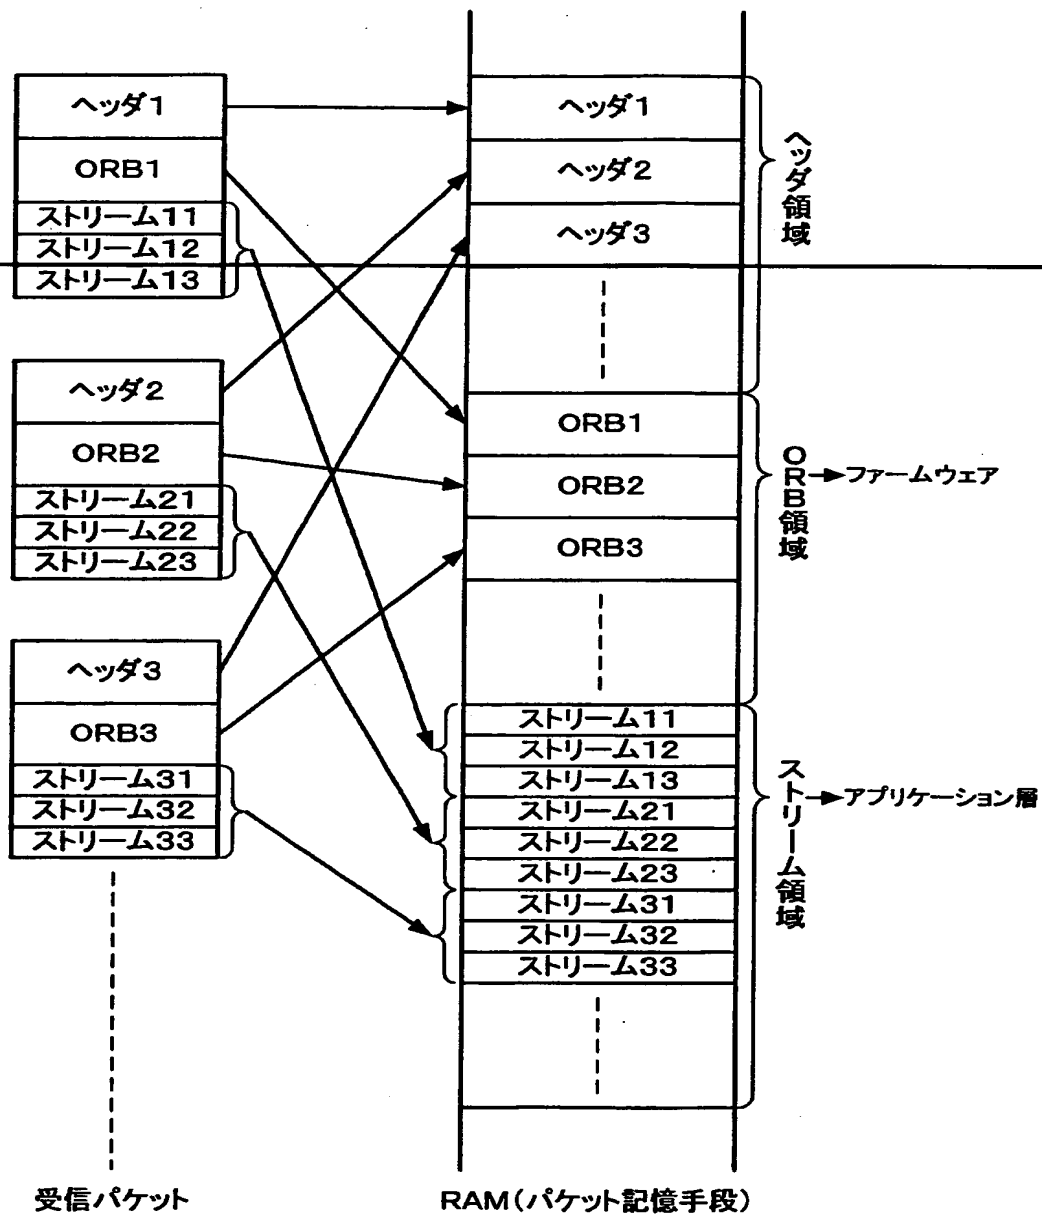 ヘッダ1
ORB1
ストリーム11
ストリーム12
ストリーム13
ヘッダ2
ORB2
ストリーム21
ストリーム22
ストリーム23
ヘッダ3
ORB3
ストリーム31
ストリーム32
ストリーム33
受信パケット
ヘッダ1
ヘッダ2
ヘッダ3
ORB1
ORB2
ORB3
ストリーム11
ストリーム12
ストリーム13
ストリーム21
ストリーム22
ストリーム23
ストリーム31
ストリーム32
ストリーム33
RAM(パケット記憶手段)
ヘッダ領域
ORB領域
ファームウェア
ストリーム領域
アプリケーション層